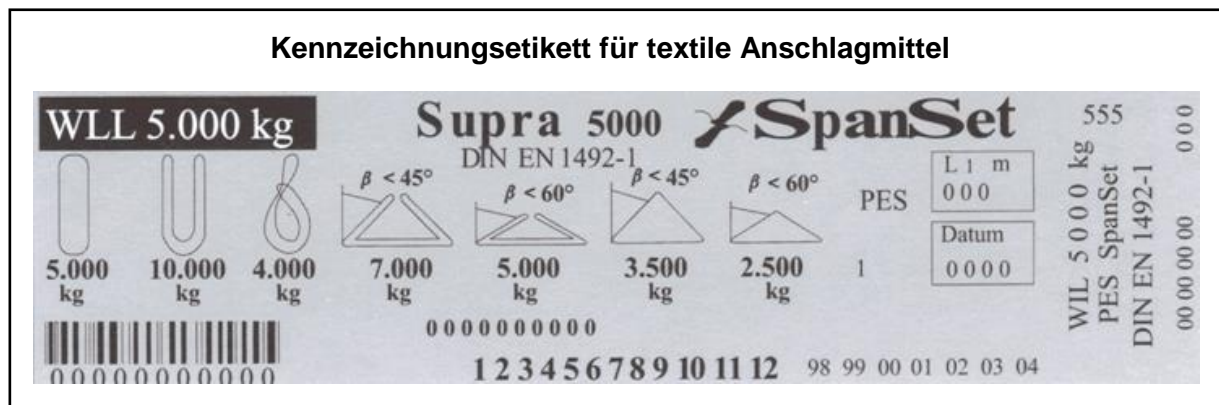 Kennzeichnungsetikett für textile Anschlagmittel
WLL 5.000 kg
Supra 5000 SpanSet
DIN EN 1492-1
β < 45° β < 60° β < 45° β < 60°
5.000 kg
10.000 kg
4.000 kg
7.000 kg
5.000 kg
3.500 kg
2.500 kg
PES
1
L1 m
000
Datum
0000
0000000000
00000000000
1 2 3 4 5 6 7 8 9 10 11 12 98 99 00 01 02 03 04
555
WIL 5000 kg
PES SpanSet
DIN EN 1492-1
000
00 00 00 00